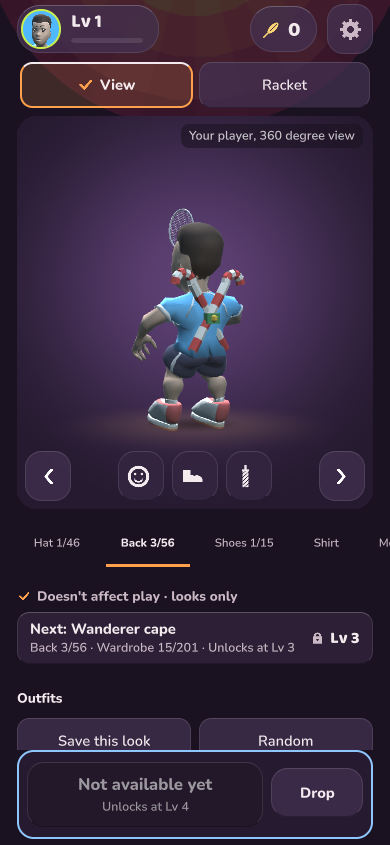 Lv 1
0
View
Racket
Your player, 360 degree view
Hat 1/46
Back 3/56
Shoes 1/15
Shirt
Doesn't affect play · looks only
Next: Wanderer cape
Back 3/56 · Wardrobe 15/201 · Unlocks at Lv 3
Lv 3
Outfits
Save this look
Random
Not available yet
Unlocks at Lv 4
Drop